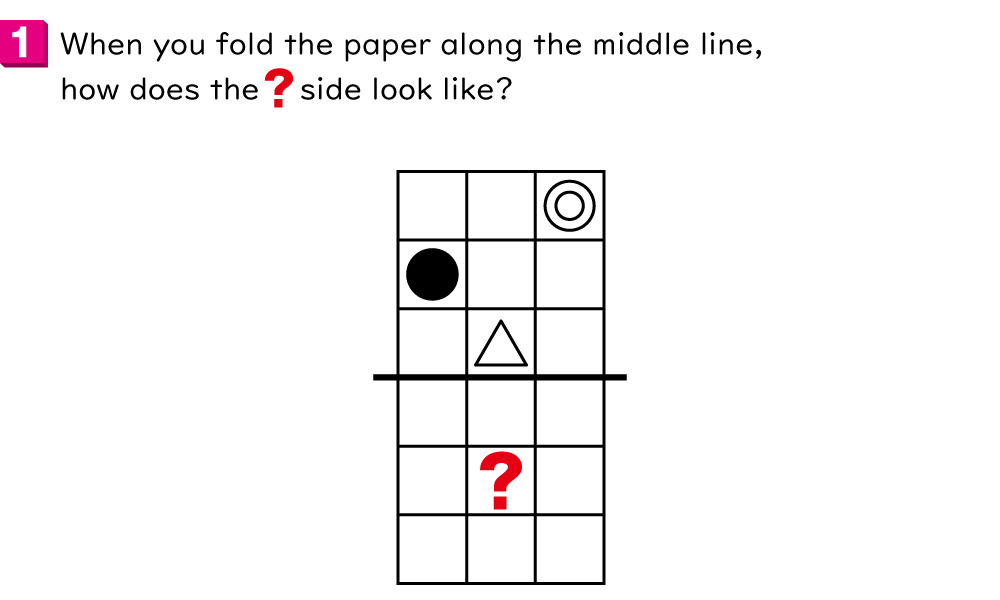 1 When you fold the paper along the middle line,
how does the ? side look like?
?